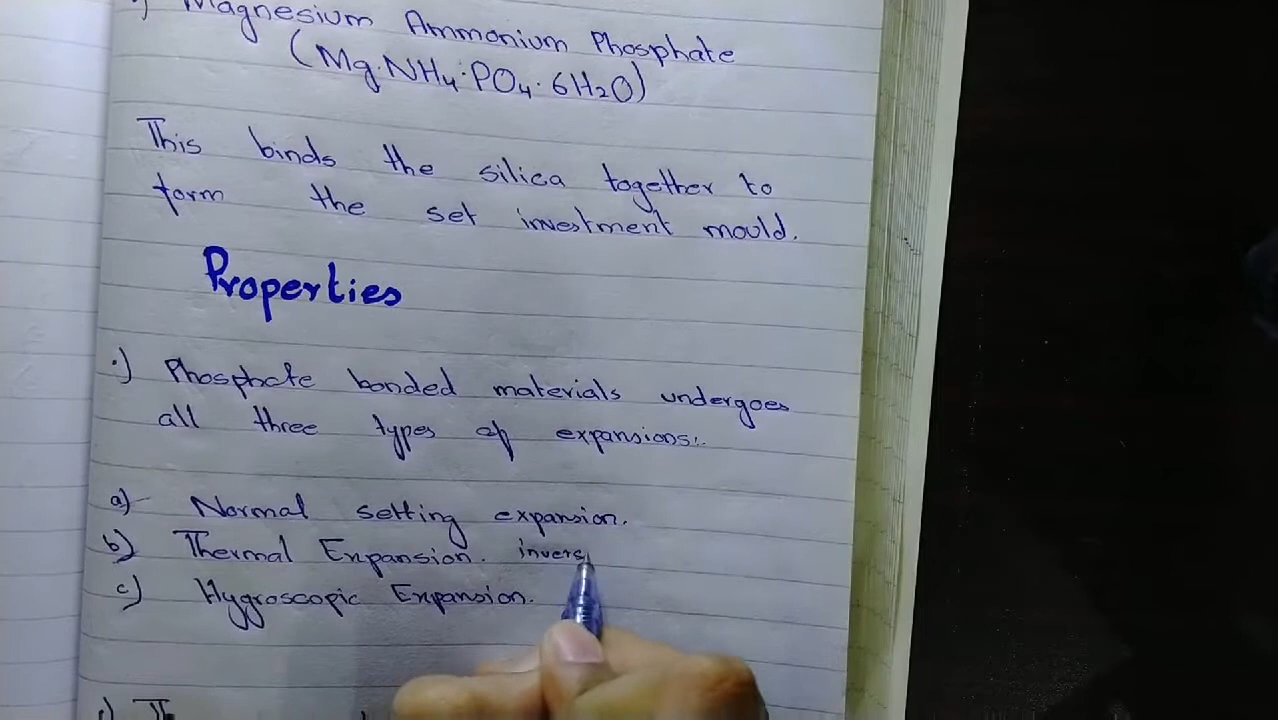 Magnesium Ammonium Phosphate
(Mg.NH4.PO4.6H2O)
This binds the silica together to
form the set investment mould.
Properties
.) Phosphate bonded materials undergoes
all three types of expansions:.
a) Normal setting expansion.
b) Thermal Expansion. invers
c) Hygroscopic Expansion.